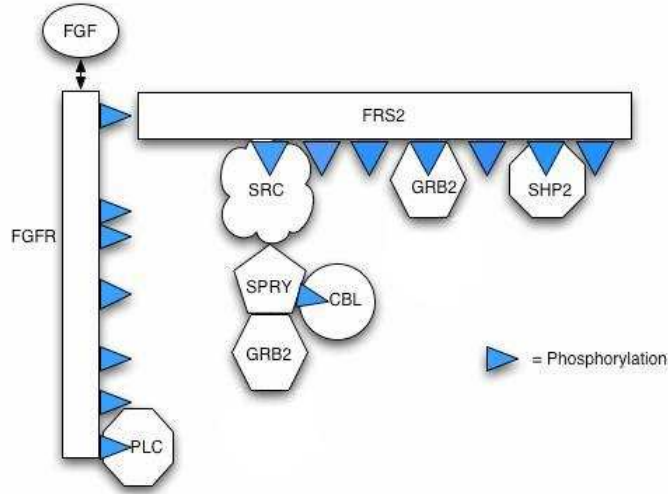 FGF
FRS2
SRC
GRB2
SHP2
FGFR
SPRY
CBL
GRB2
= Phosphorylation
PLC